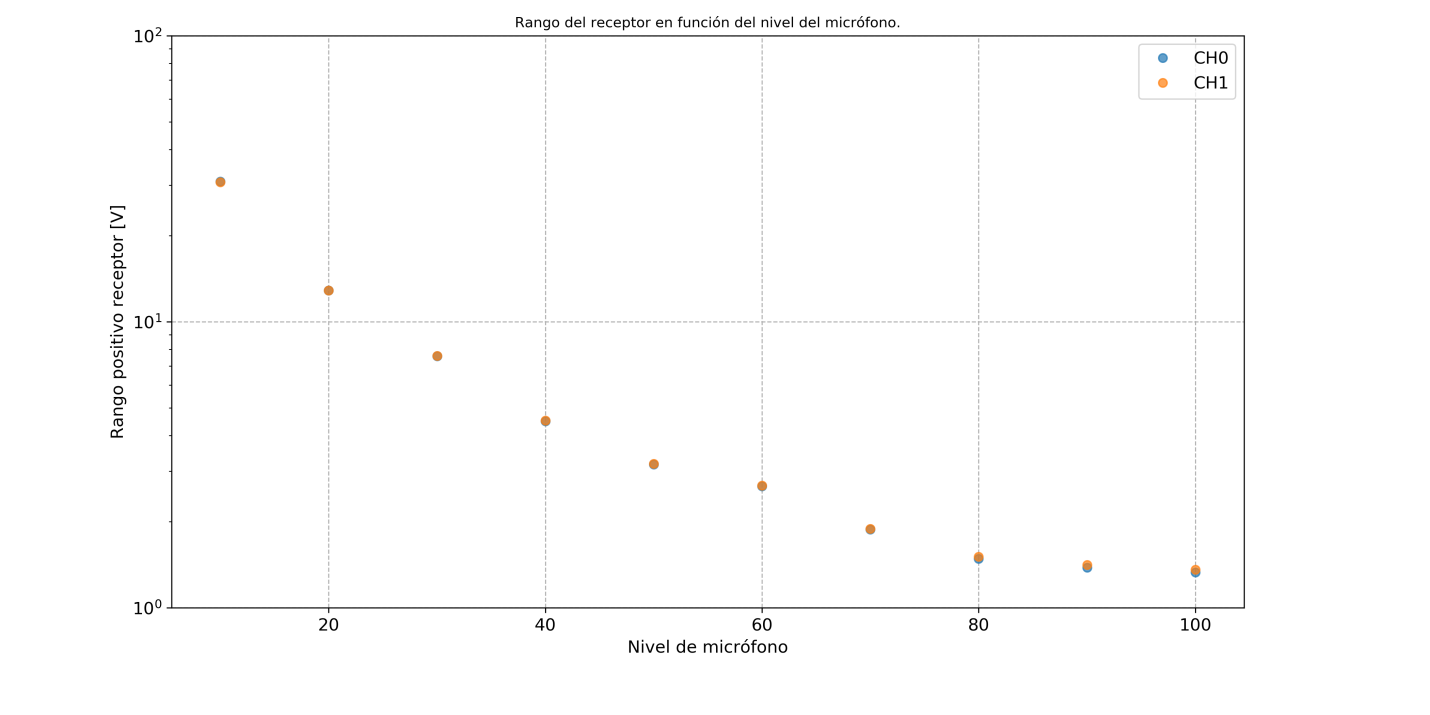 Rango del receptor en función del nivel del micrófono.
10²
10¹
10⁰
Rango positivo receptor [V]
CH0
CH1
20 40 60 80 100
Nivel de micrófono